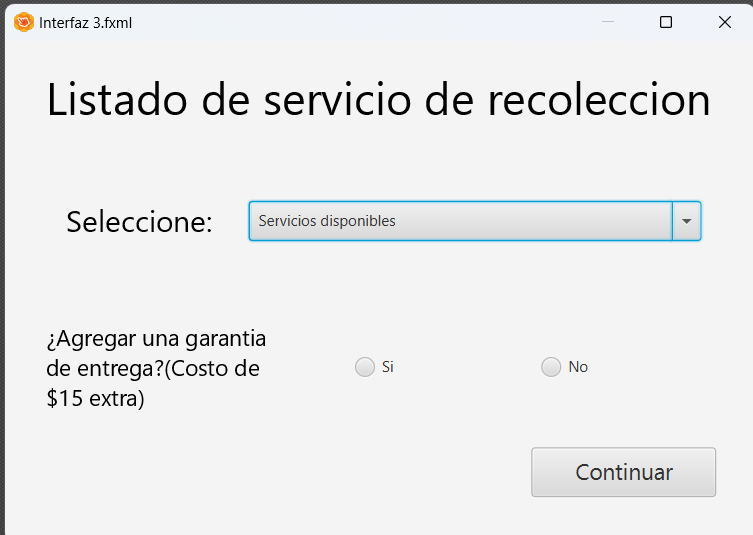 Interfaz 3.fxml
Listado de servicio de recoleccion
Seleccione:
Servicios disponibles
¿Agregar una garantia
de entrega?(Costo de
$15 extra)
Si
No
Continuar